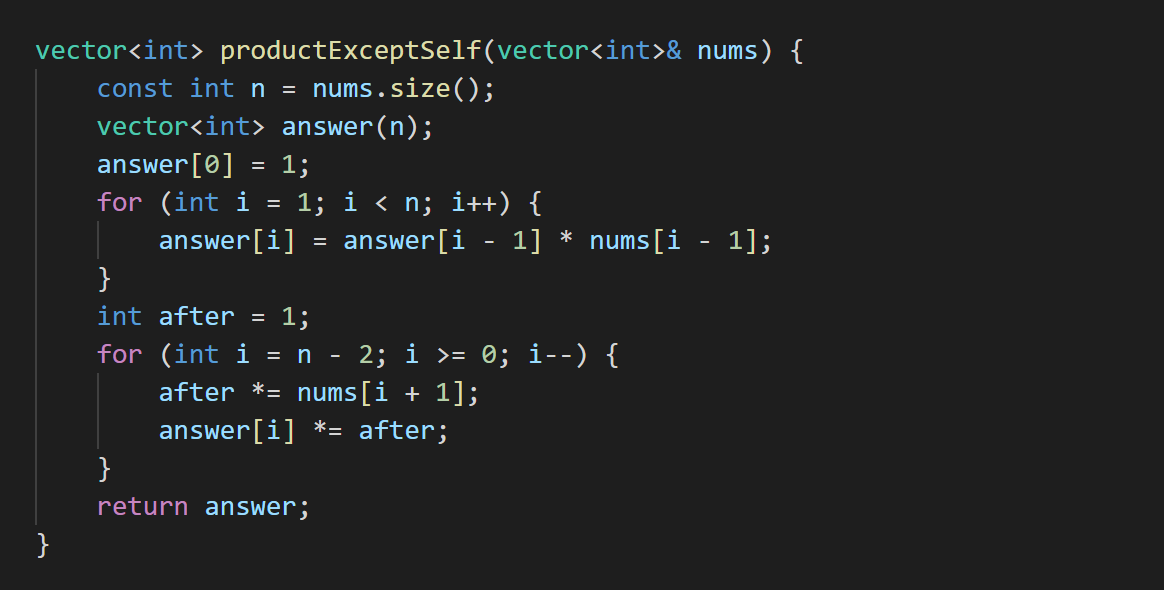 vector<int> productExceptSelf(vector<int>& nums) {
    const int n = nums.size();
    vector<int> answer(n);
    answer[0] = 1;
    for (int i = 1; i < n; i++) {
        answer[i] = answer[i - 1] * nums[i - 1];
    }
    int after = 1;
    for (int i = n - 2; i >= 0; i--) {
        after *= nums[i + 1];
        answer[i] *= after;
    }
    return answer;
}